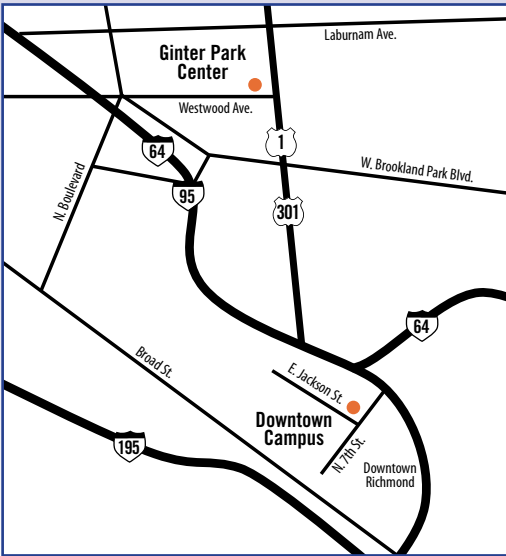 Laburnam Ave.
Ginter Park
Center
Westwood Ave.
1
64
W. Brookland Park Blvd.
95
N. Boulevard
301
64
Broad St.
E. Jackson St.
Downtown
Campus
N. 7th St.
195
Downtown
Richmond